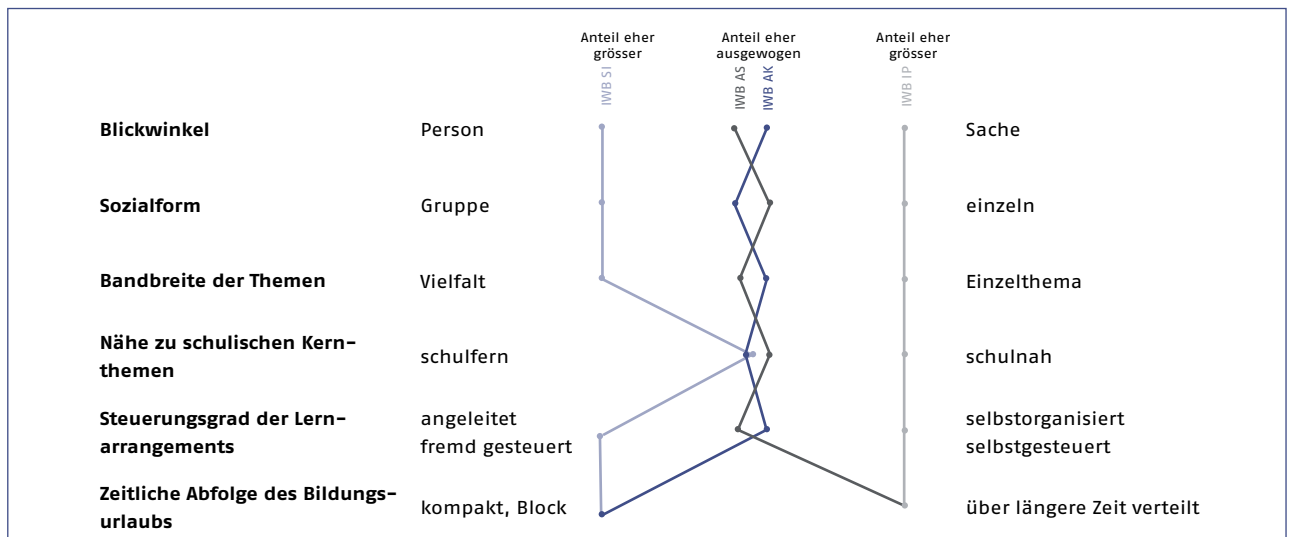 Anteil eher
grösser
Anteil eher
ausgewogen
Anteil eher
grösser
IWB SI
IWB AS
IWB AK
IWB IP
Blickwinkel
Person
Sache
Sozialform
Gruppe
einzeln
Bandbreite der Themen
Vielfalt
Einzelthema
Nähe zu schulischen Kern-
themen
schulfern
schulnah
Steuerungsgrad der Lern-
arrangements
angeleitet
fremd gesteuert
selbstorganisiert
selbstgesteuert
Zeitliche Abfolge des Bildungs-
urlaubs
kompakt, Block
über längere Zeit verteilt